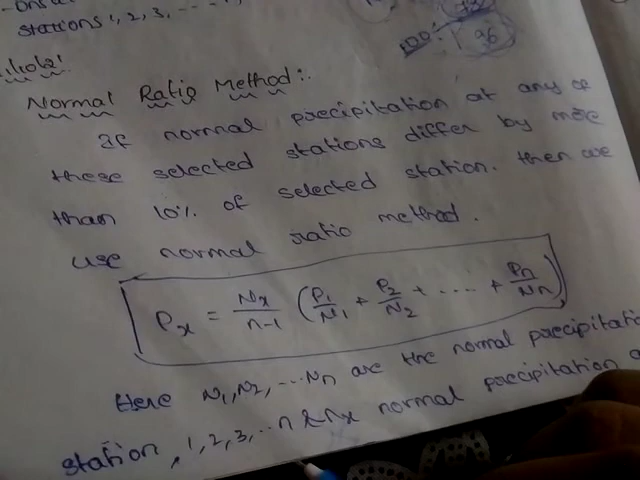 stations 1, 2, 3, ----
100:
96
Normal Ratio Method:.
If normal precipitation at any of
these selected stations differ by more
than 10% of selected station. then we
use normal ratio method.
Px = Nx/n-1 (P1/N1 + P2/N2 + .... + Pn/Nn)
Here N1, N2, ... Nn are the normal precipitatio
station, 1, 2, 3, .. n & Nx normal precipitation